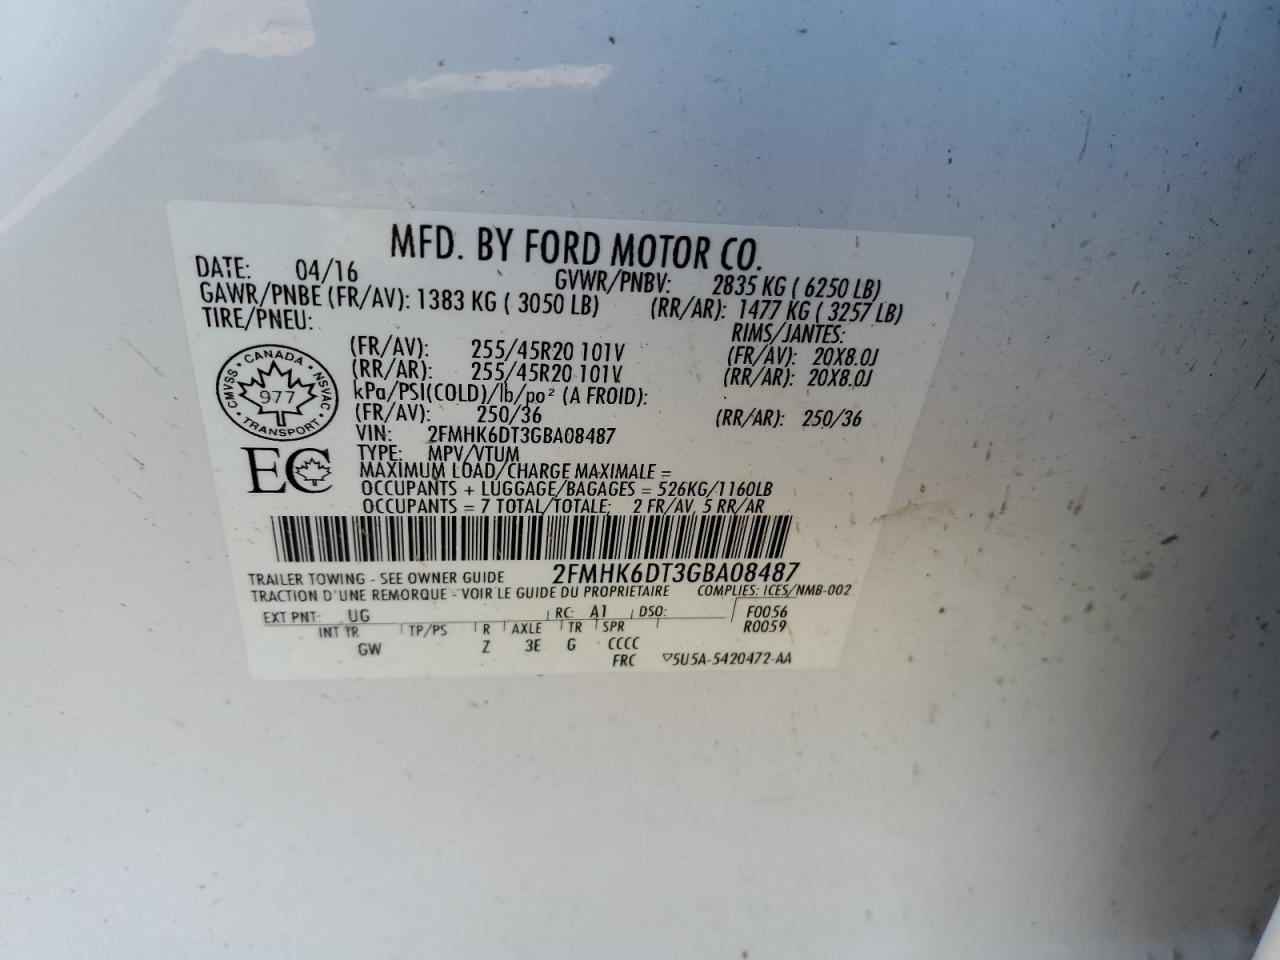 MFD. BY FORD MOTOR CO.
DATE: 04/16 GVWR/PNBV: 2835 KG ( 6250 LB)
GAWR/PNBE (FR/AV): 1383 KG ( 3050 LB) (RR/AR): 1477 KG ( 3257 LB)
TIRE/PNEU: RIMS/JANTES:
(FR/AV): 255/45R20 101V (FR/AV): 20X8.0J
(RR/AR): 255/45R20 101V (RR/AR): 20X8.0J
kPa/PSI(COLD)/lb/po² (A FROID):
(FR/AV): 250/36 (RR/AR): 250/36
CMVSS · CANADA · NSVAC · TRANSPORT ·
977
EC
VIN: 2FMHK6DT3GBA08487
TYPE: MPV/VTUM
MAXIMUM LOAD/CHARGE MAXIMALE =
OCCUPANTS + LUGGAGE/BAGAGES = 526KG/1160LB
OCCUPANTS = 7 TOTAL/TOTALE; 2 FR/AV, 5 RR/AR
TRAILER TOWING - SEE OWNER GUIDE 2FMHK6DT3GBA08487
TRACTION D'UNE REMORQUE - VOIR LE GUIDE DU PROPRIETAIRE COMPLIES: ICES/NMB-002
EXT PNT: UG RC: A1 DSO: F0056
INT TR TP/PS R AXLE TR SPR R0059
GW Z 3E G CCCC
FRC ▽5U5A-5420472-AA